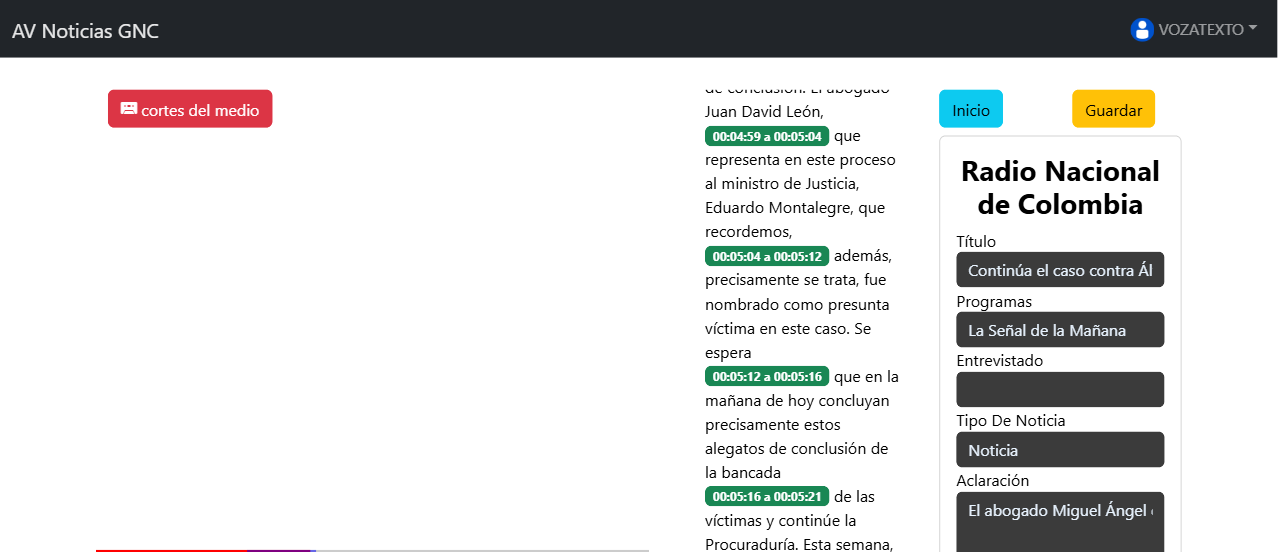 AV Noticias GNC
VOZATEXTO
cortes del medio
de conclusión. El abogado
Juan David León,
00:04:59 a 00:05:04 que
representa en este proceso
al ministro de Justicia,
Eduardo Montalegre, que
recordemos,
00:05:04 a 00:05:12 además,
precisamente se trata, fue
nombrado como presunta
víctima en este caso. Se
espera
00:05:12 a 00:05:16 que en la
mañana de hoy concluyan
precisamente estos
alegatos de conclusión de
la bancada
00:05:16 a 00:05:21 de las
víctimas y continúe la
Procuraduría. Esta semana,
Inicio
Guardar
Radio Nacional
de Colombia
Título
Continúa el caso contra Ál
Programas
La Señal de la Mañana
Entrevistado
Tipo De Noticia
Noticia
Aclaración
El abogado Miguel Ángel